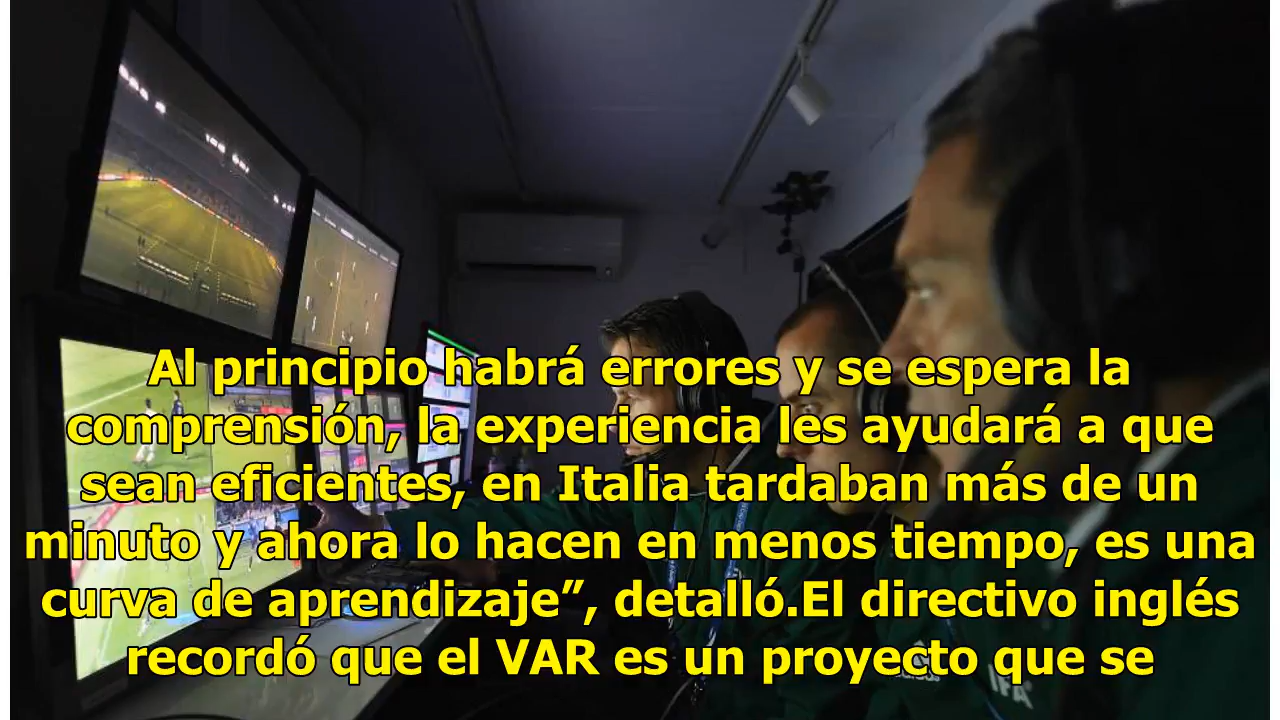 Al principio habrá errores y se espera la
comprensión, la experiencia les ayudará a que
sean eficientes, en Italia tardaban más de un
minuto y ahora lo hacen en menos tiempo, es una
curva de aprendizaje”, detalló.El directivo inglés
recordó que el VAR es un proyecto que se